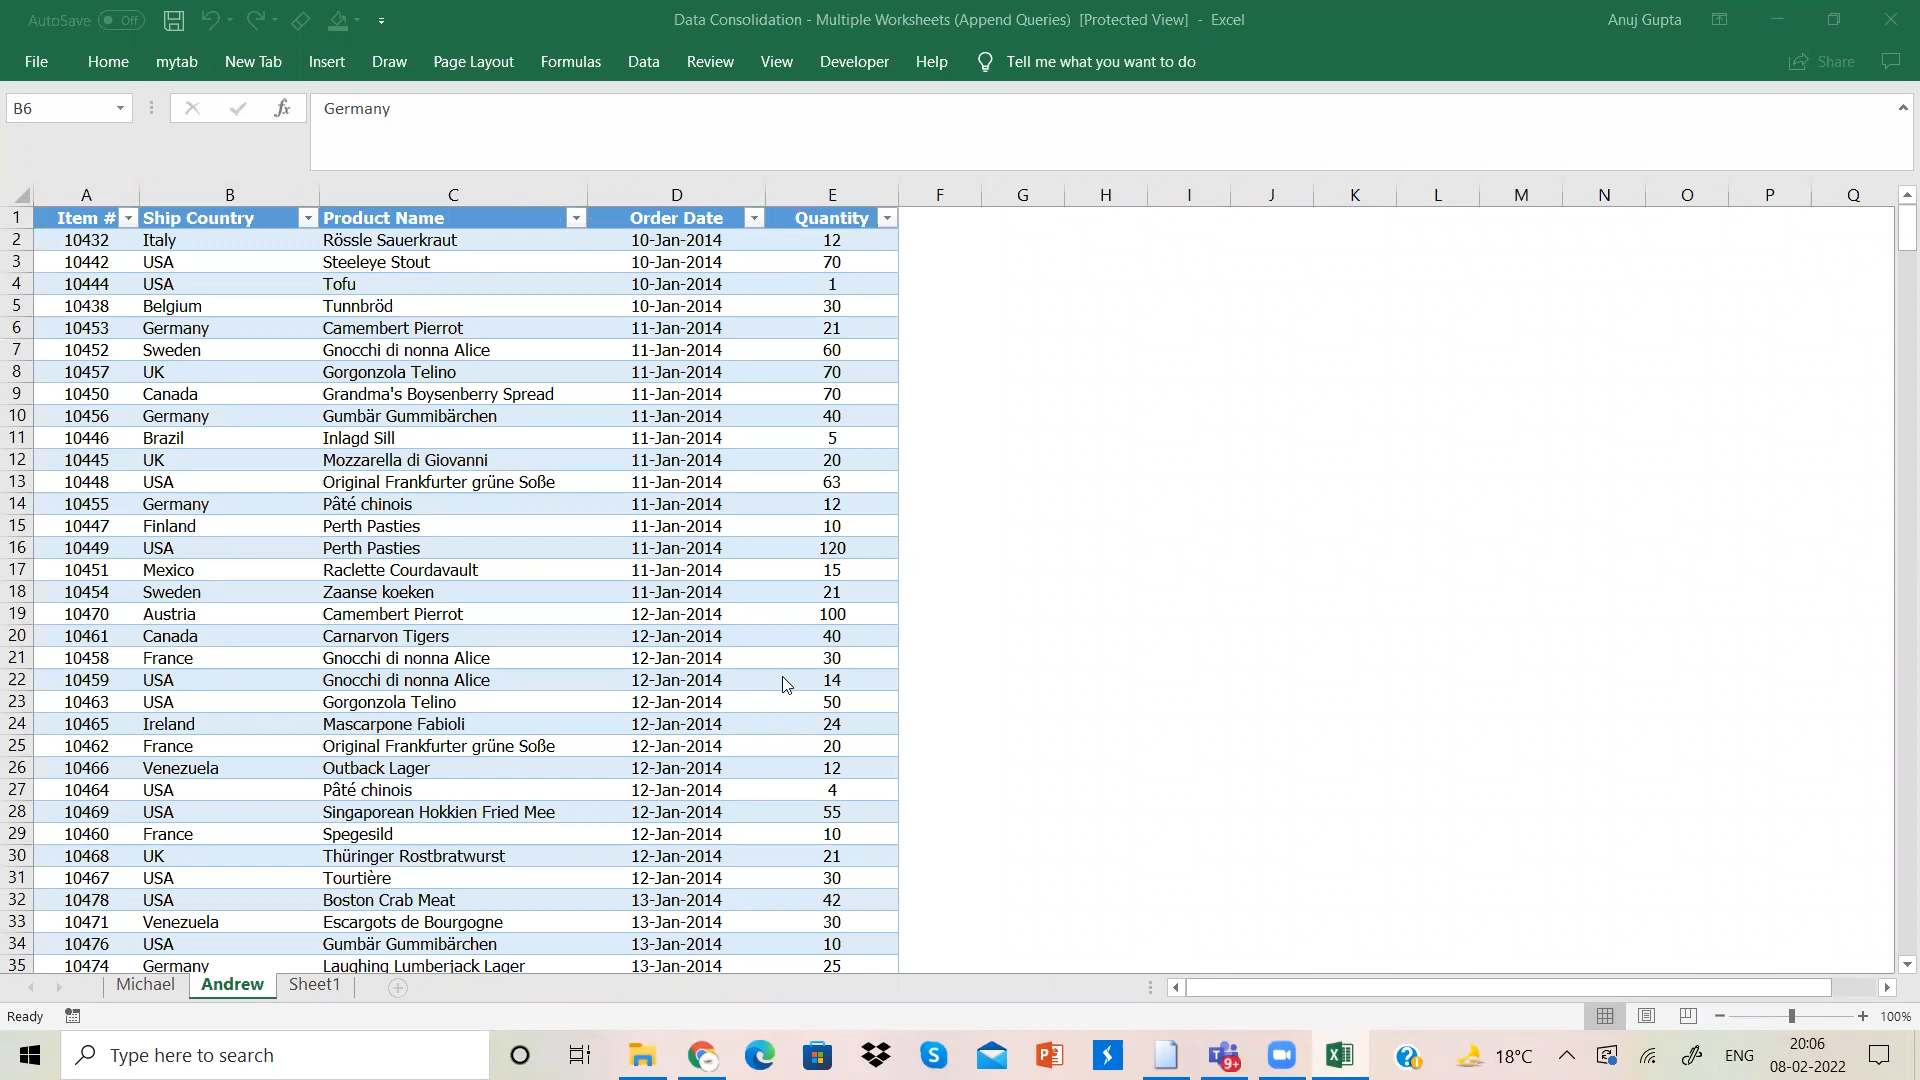 AutoSave Off Data Consolidation - Multiple Worksheets (Append Queries) [Protected View] - Excel Anuj Gupta
File Home mytab New Tab Insert Draw Page Layout Formulas Data Review View Developer Help Tell me what you want to do Share
B6 fx Germany
A B C D E F G H I J K L M N O P Q
1 Item # Ship Country Product Name Order Date Quantity
2 10432 Italy Rössle Sauerkraut 10-Jan-2014 12
3 10442 USA Steeleye Stout 10-Jan-2014 70
4 10444 USA Tofu 10-Jan-2014 1
5 10438 Belgium Tunnbröd 10-Jan-2014 30
6 10453 Germany Camembert Pierrot 11-Jan-2014 21
7 10452 Sweden Gnocchi di nonna Alice 11-Jan-2014 60
8 10457 UK Gorgonzola Telino 11-Jan-2014 70
9 10450 Canada Grandma's Boysenberry Spread 11-Jan-2014 70
10 10456 Germany Gumbär Gummibärchen 11-Jan-2014 40
11 10446 Brazil Inlagd Sill 11-Jan-2014 5
12 10445 UK Mozzarella di Giovanni 11-Jan-2014 20
13 10448 USA Original Frankfurter grüne Soße 11-Jan-2014 63
14 10455 Germany Pâté chinois 11-Jan-2014 12
15 10447 Finland Perth Pasties 11-Jan-2014 10
16 10449 USA Perth Pasties 11-Jan-2014 120
17 10451 Mexico Raclette Courdavault 11-Jan-2014 15
18 10454 Sweden Zaanse koeken 11-Jan-2014 21
19 10470 Austria Camembert Pierrot 12-Jan-2014 100
20 10461 Canada Carnarvon Tigers 12-Jan-2014 40
21 10458 France Gnocchi di nonna Alice 12-Jan-2014 30
22 10459 USA Gnocchi di nonna Alice 12-Jan-2014 14
23 10463 USA Gorgonzola Telino 12-Jan-2014 50
24 10465 Ireland Mascarpone Fabioli 12-Jan-2014 24
25 10462 France Original Frankfurter grüne Soße 12-Jan-2014 20
26 10466 Venezuela Outback Lager 12-Jan-2014 12
27 10464 USA Pâté chinois 12-Jan-2014 4
28 10469 USA Singaporean Hokkien Fried Mee 12-Jan-2014 55
29 10460 France Spegesild 12-Jan-2014 10
30 10468 UK Thüringer Rostbratwurst 12-Jan-2014 21
31 10467 USA Tourtière 12-Jan-2014 30
32 10478 USA Boston Crab Meat 13-Jan-2014 42
33 10471 Venezuela Escargots de Bourgogne 13-Jan-2014 30
34 10476 USA Gumbär Gummibärchen 13-Jan-2014 10
35 10474 Germany Laughing Lumberjack Lager 13-Jan-2014 25
Michael Andrew Sheet1
Ready 100%
Type here to search 9+ 18°C ENG 20:06
08-02-2022